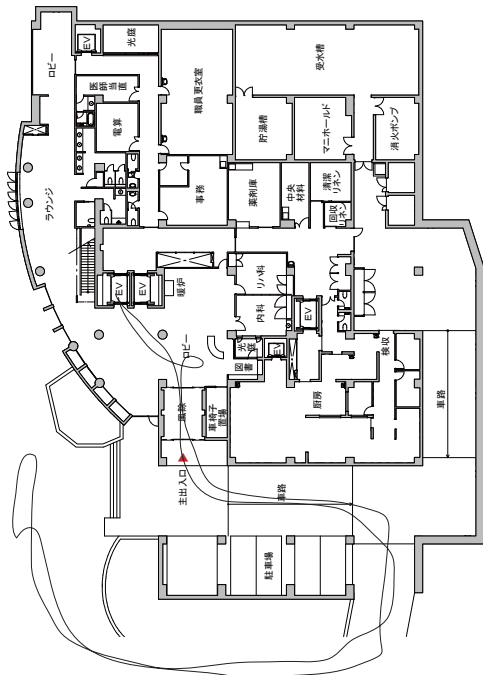 ロビー
EV
光庭
医師
当直
電算
職員更衣室
受水槽
貯湯槽
マニホールド
消火ポンプ
ラウンジ
事務
薬剤庫
中央
材料
清潔
リネン
回収
リネン
EV
EV
暖炉
リハ科
内科
EV
ロビー
光庭
EV
図書
風除
車椅子
置場
厨房
検収
車路
主出入口
車路
駐車場